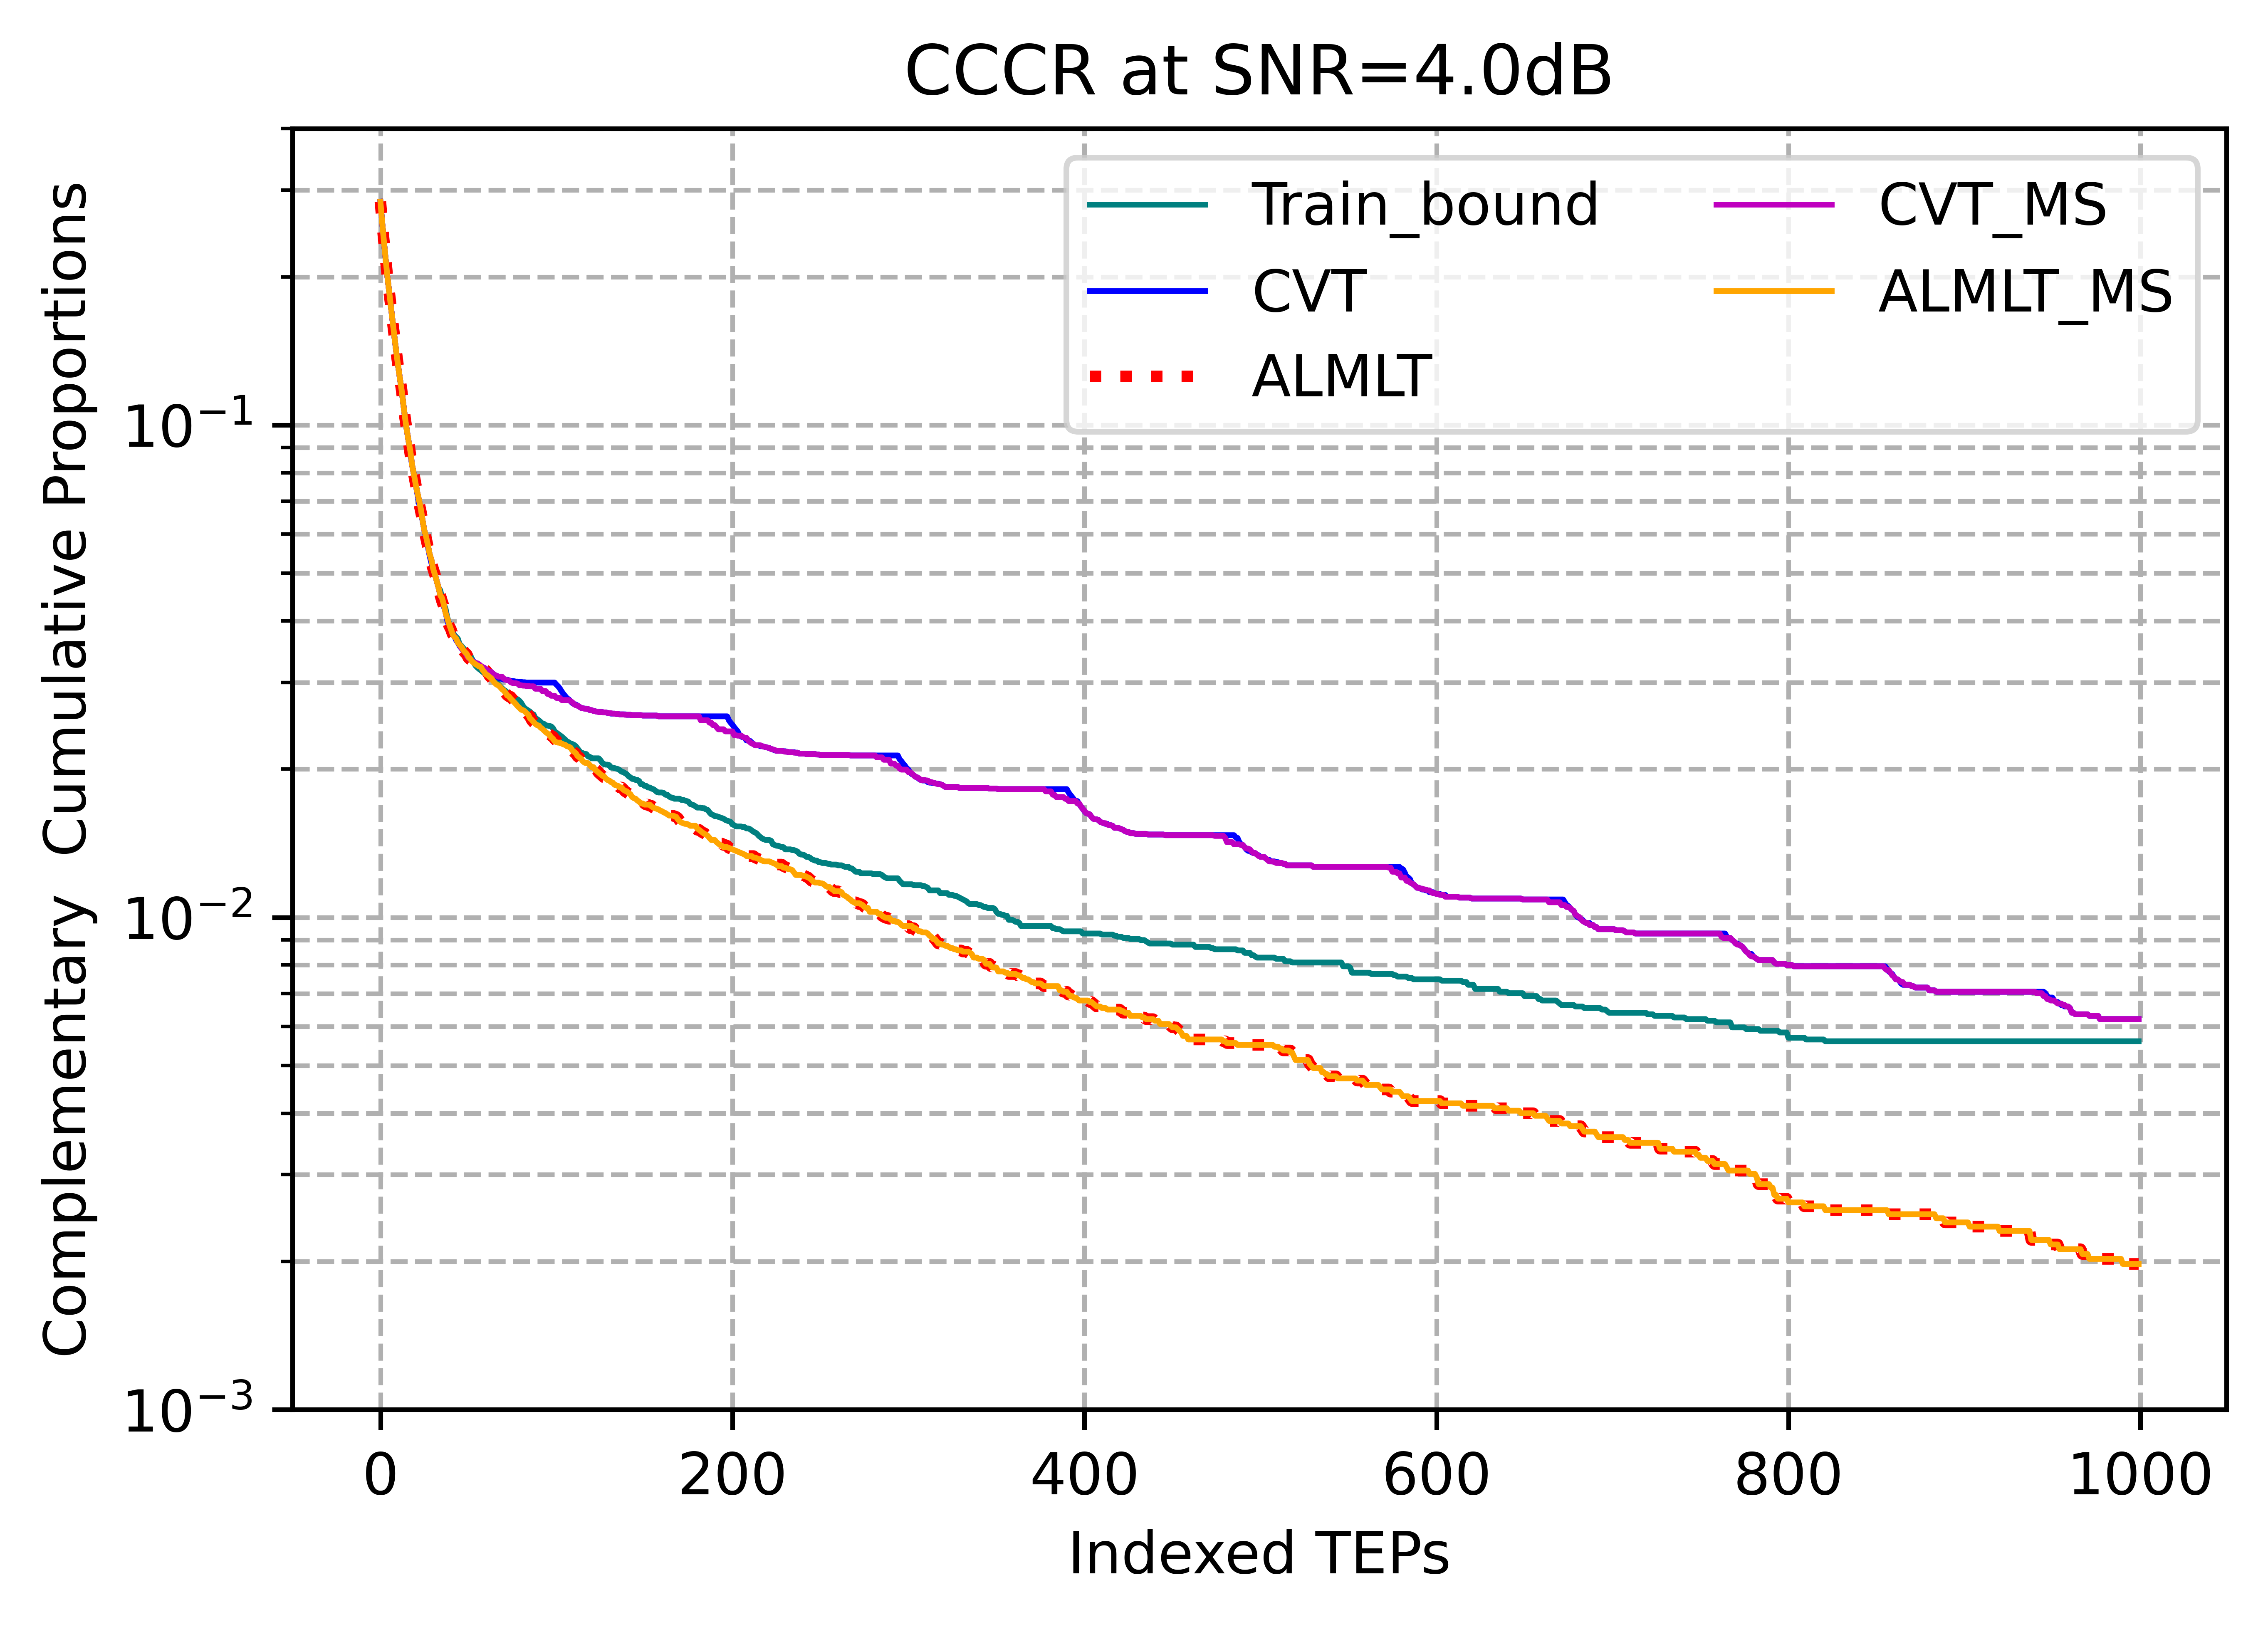 CCCR at SNR=4.0dB
Complementary Cumulative Proportions
10⁻¹
10⁻²
10⁻³
Train_bound
CVT
ALMLT
CVT_MS
ALMLT_MS
0 200 400 600 800 1000
Indexed TEPs